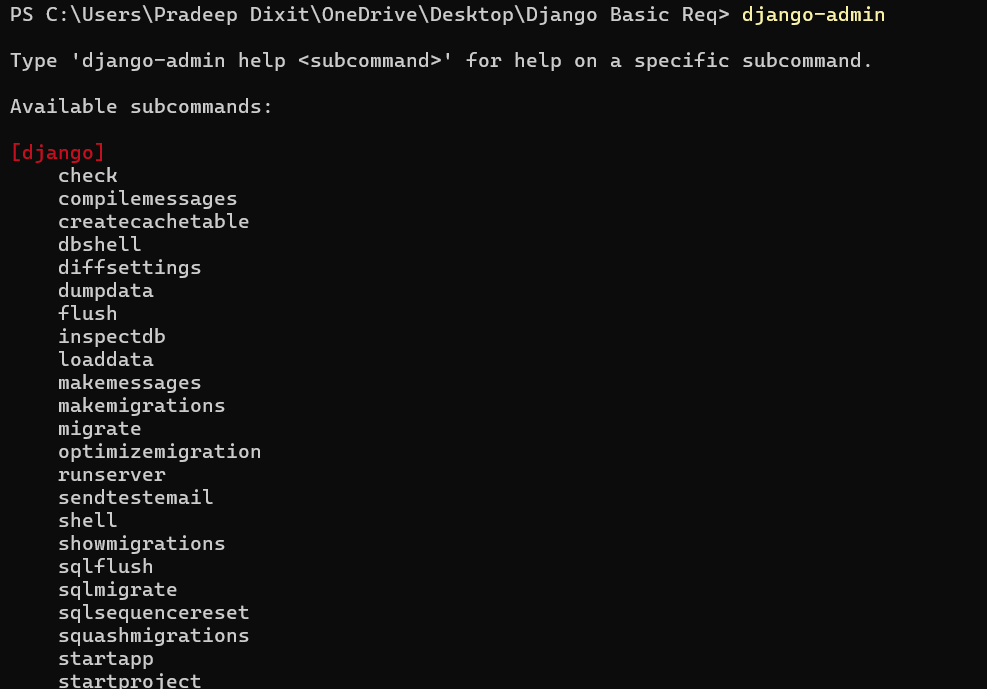 PS C:\Users\Pradeep Dixit\OneDrive\Desktop\Django Basic Req> django-admin
Type 'django-admin help <subcommand>' for help on a specific subcommand.
Available subcommands:
[django]
check
compilemessages
createcachetable
dbshell
diffsettings
dumpdata
flush
inspectdb
loaddata
makemessages
makemigrations
migrate
optimizemigration
runserver
sendtestemail
shell
showmigrations
sqlflush
sqlmigrate
sqlsequencereset
squashmigrations
startapp
startproject